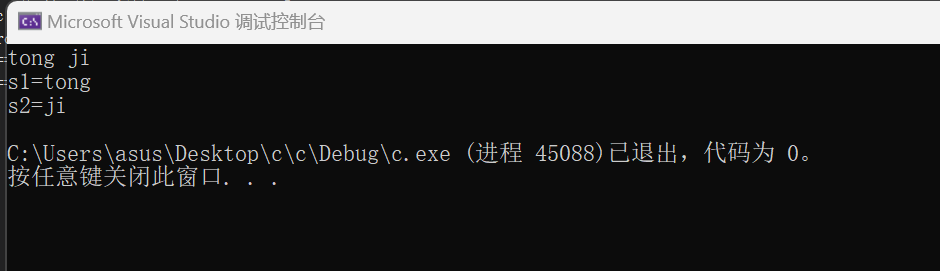 Microsoft Visual Studio 调试控制台
tong ji
s1=tong
s2=ji
C:\Users\asus\Desktop\c\c\Debug\c.exe (进程 45088)已退出，代码为 0。
按任意键关闭此窗口. . .